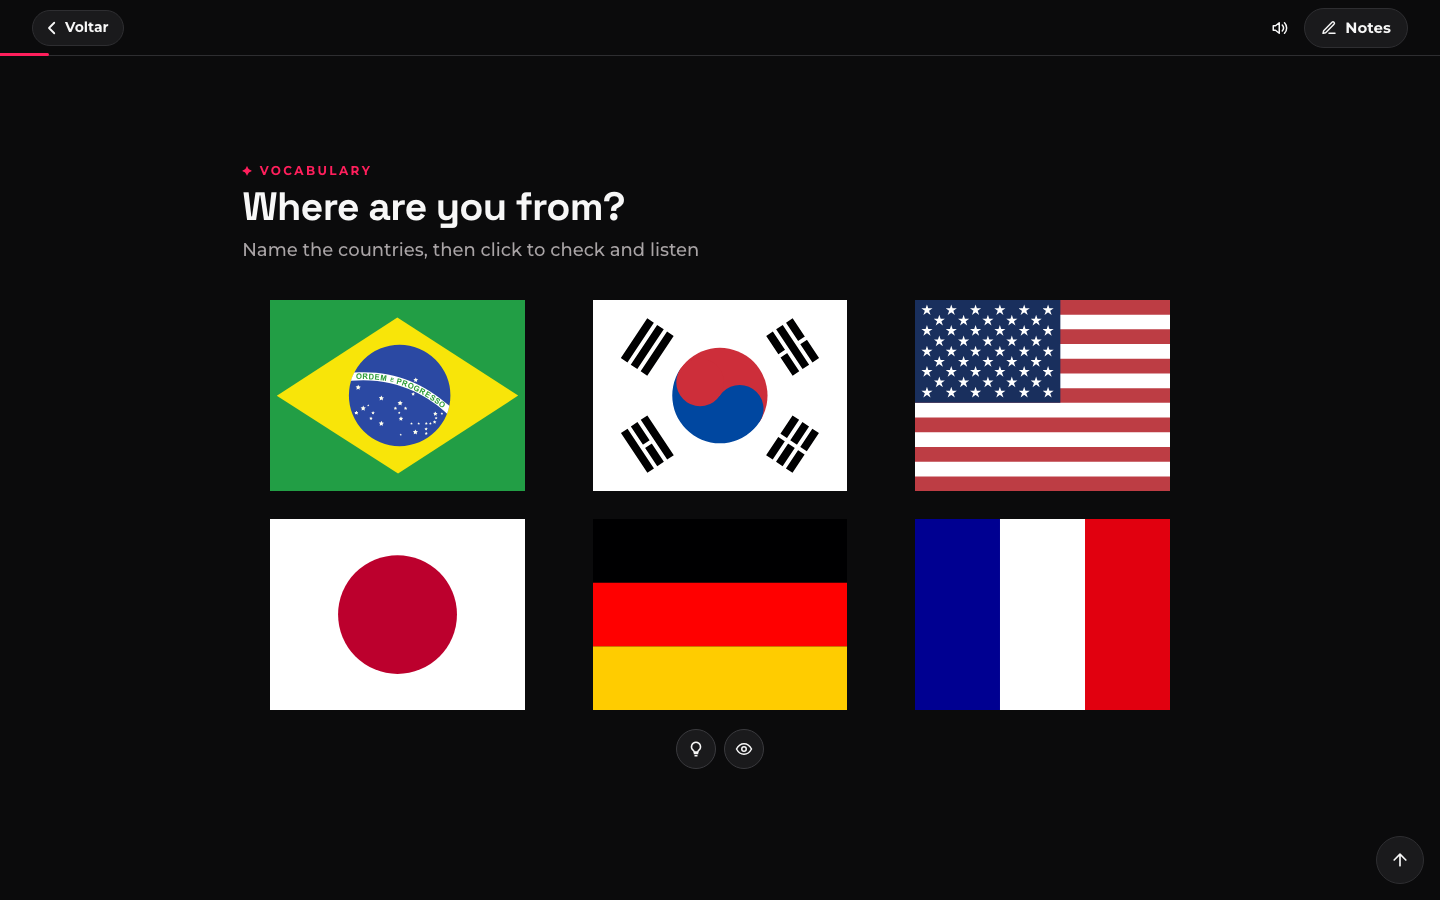 Voltar
Notes
VOCABULARY
Where are you from?
Name the countries, then click to check and listen
ORDEM E PROGRESSO